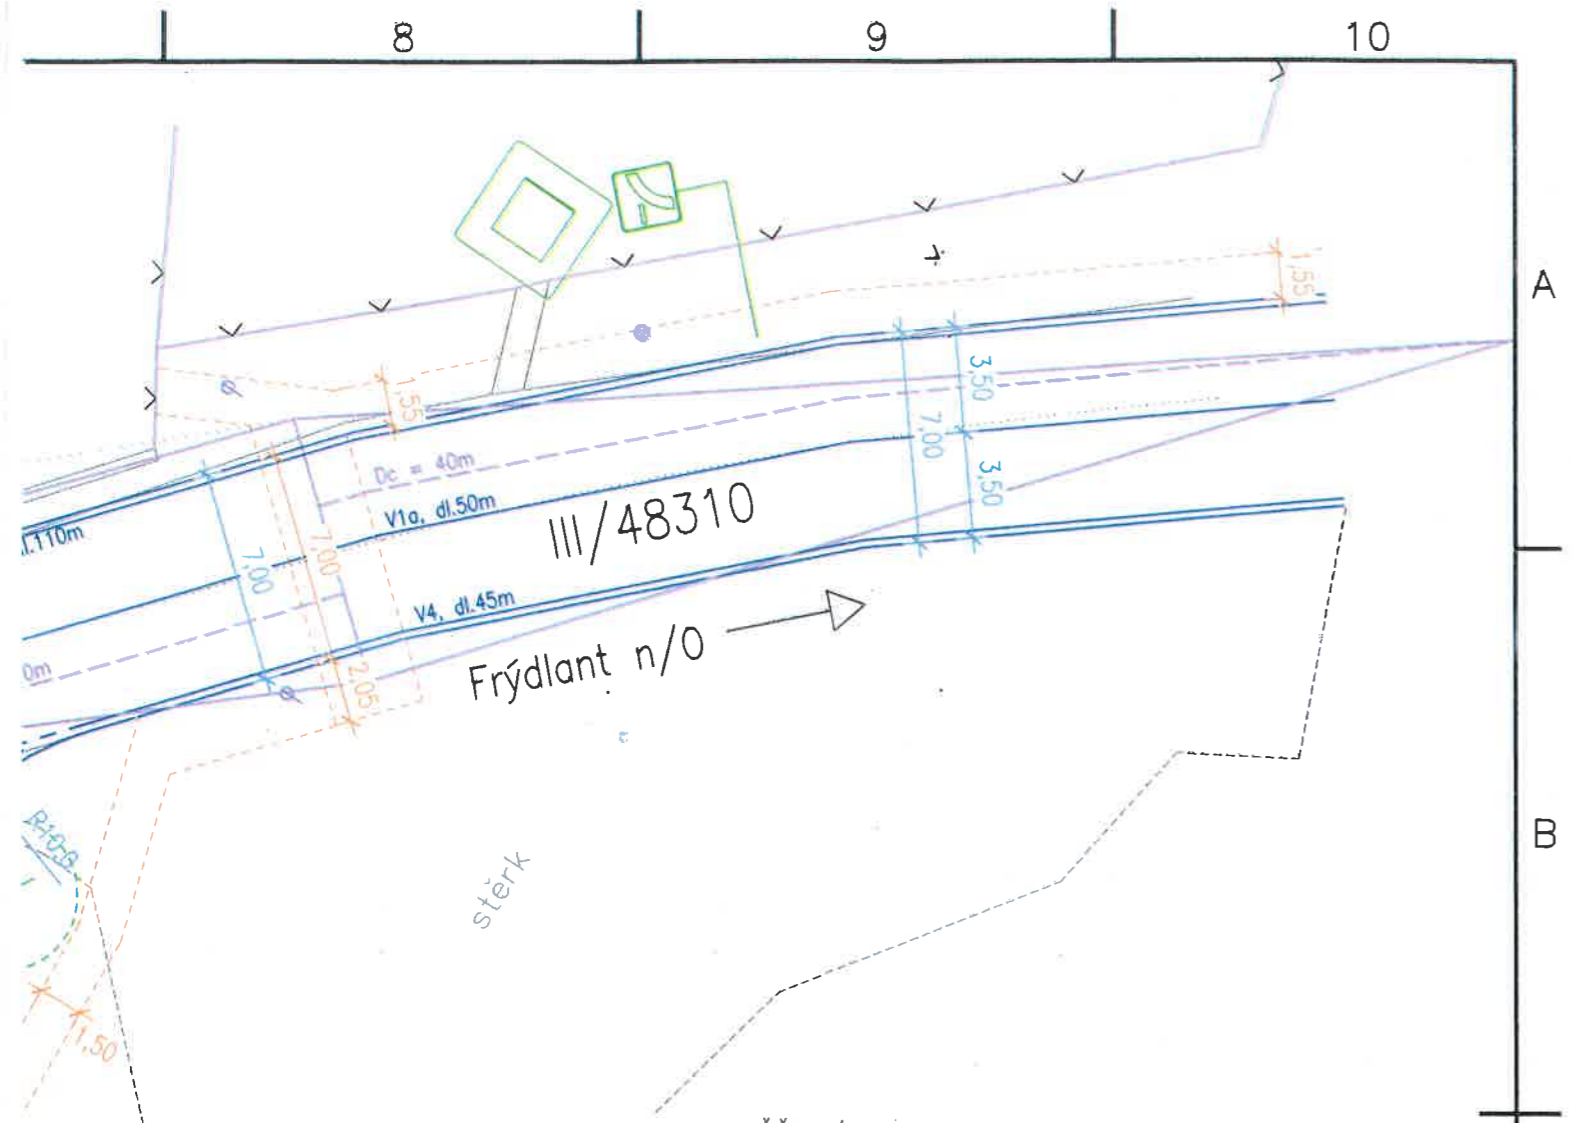 8
9
10
A
1,55
1,55
3,50
7,00
3,50
Dc = 40m
V1a, dl.50m
III/48310
l.110m
7,00
7,00
V4, dl.45m
Frýdlant n/O
0m
2,05
B
stěrk
1,50